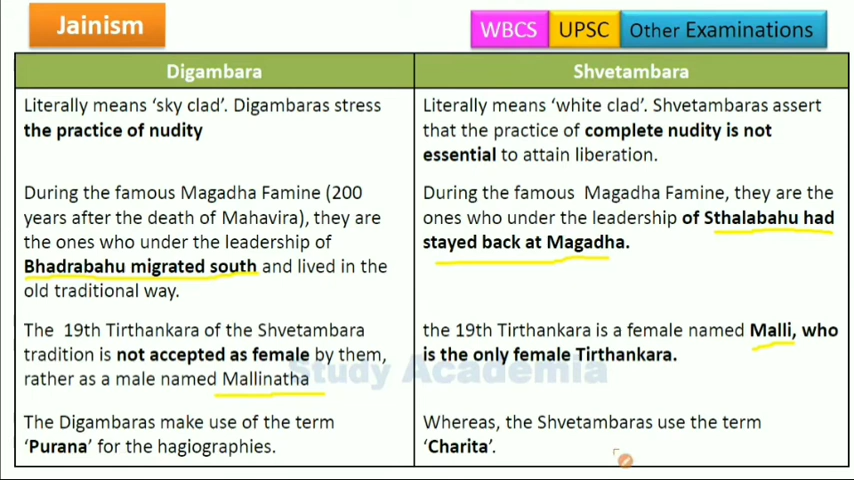 Jainism
WBCS UPSC Other Examinations
Digambara
Shvetambara
Literally means ‘sky clad’. Digambaras stress
the practice of nudity
Literally means ‘white clad’. Shvetambaras assert
that the practice of complete nudity is not
essential to attain liberation.
During the famous Magadha Famine (200
years after the death of Mahavira), they are
the ones who under the leadership of
Bhadrabahu migrated south and lived in the
old traditional way.
During the famous Magadha Famine, they are the
ones who under the leadership of Sthalabahu had
stayed back at Magadha.
The 19th Tirthankara of the Shvetambara
tradition is not accepted as female by them,
rather as a male named Mallinatha
the 19th Tirthankara is a female named Malli, who
is the only female Tirthankara.
Study Academia
The Digambaras make use of the term
‘Purana’ for the hagiographies.
Whereas, the Shvetambaras use the term
‘Charita’.